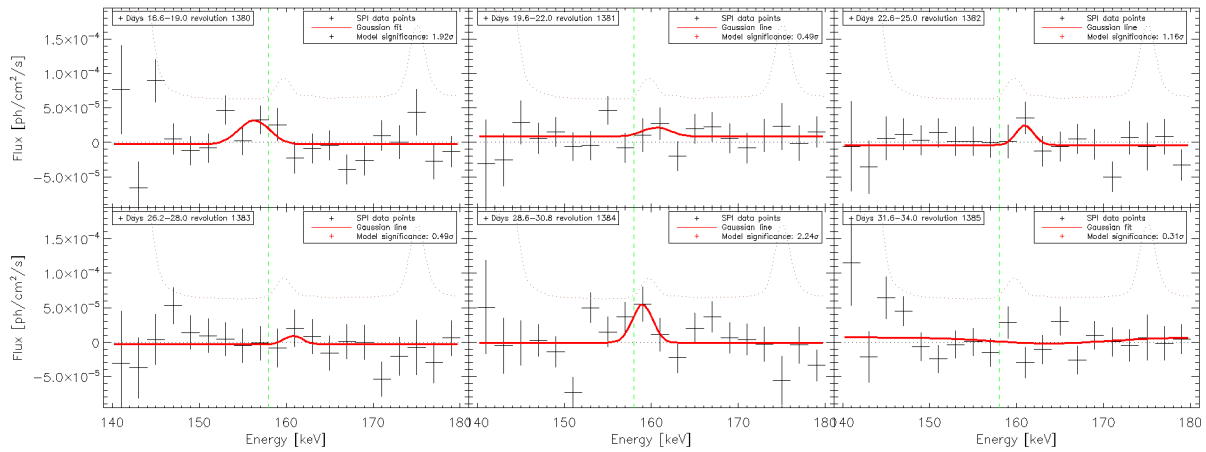 + Days 16.6-19.0 revolution 1380
SPI data points +
Gaussian fit
Model significance: 1.92σ +
+ Days 19.6-22.0 revolution 1381
SPI data points +
Gaussian line
Model significance: 0.49σ +
+ Days 22.6-25.0 revolution 1382
SPI data points +
Gaussian line
Model significance: 1.16σ +
1.5×10⁻⁴
1.0×10⁻⁴
5.0×10⁻⁵
0
-5.0×10⁻⁵
Flux [ph/cm²/s]
+ Days 26.2-28.0 revolution 1383
SPI data points +
Gaussian line
Model significance: 0.49σ +
+ Days 28.6-30.8 revolution 1384
SPI data points +
Gaussian line
Model significance: 2.24σ +
+ Days 31.6-34.0 revolution 1385
SPI data points +
Gaussian fit
Model significance: 0.31σ +
1.5×10⁻⁴
1.0×10⁻⁴
5.0×10⁻⁵
0
-5.0×10⁻⁵
Flux [ph/cm²/s]
140 150 160 170 180
140 150 160 170 180
140 150 160 170 180
Energy [keV]
Energy [keV]
Energy [keV]